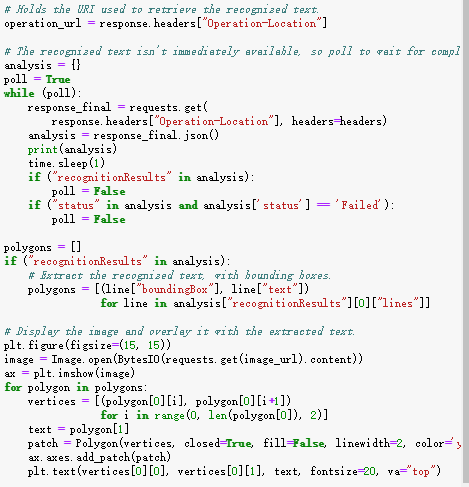 # Holds the URI used to retrieve the recognized text.
operation_url = response.headers["Operation-Location"]
# The recognized text isn't immediately available, so poll to wait for compl
analysis = {}
poll = True
while (poll):
    response_final = requests.get(
        response.headers["Operation-Location"], headers=headers)
    analysis = response_final.json()
    print(analysis)
    time.sleep(1)
    if ("recognitionResults" in analysis):
        poll = False
    if ("status" in analysis and analysis['status'] == 'Failed'):
        poll = False
polygons = []
if ("recognitionResults" in analysis):
    # Extract the recognized text, with bounding boxes.
    polygons = [(line["boundingBox"], line["text"])
                for line in analysis["recognitionResults"][0]["lines"]]
# Display the image and overlay it with the extracted text.
plt.figure(figsize=(15, 15))
image = Image.open(BytesIO(requests.get(image_url).content))
ax = plt.imshow(image)
for polygon in polygons:
    vertices = [(polygon[0][i], polygon[0][i+1])
                for i in range(0, len(polygon[0]), 2)]
    text = polygon[1]
    patch = Polygon(vertices, closed=True, fill=False, linewidth=2, color='y
    ax.axes.add_patch(patch)
    plt.text(vertices[0][0], vertices[0][1], text, fontsize=20, va="top")